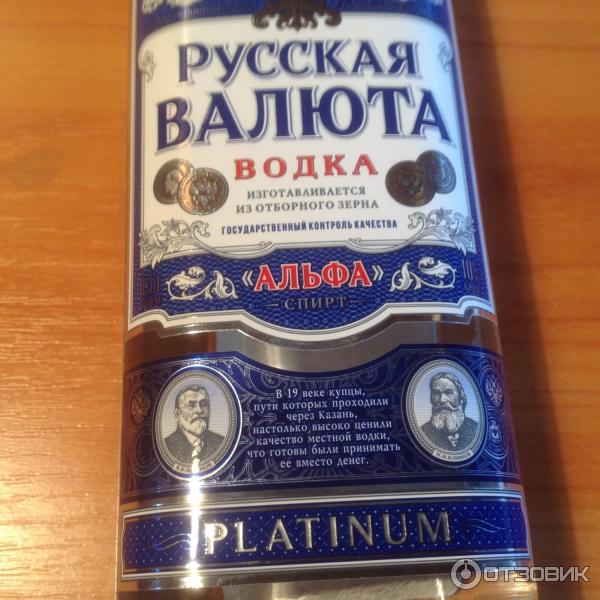 РУССКАЯ
ВАЛЮТА
ВОДКА
ИЗГОТАВЛИВАЕТСЯ
ИЗ ОТБОРНОГО ЗЕРНА
ГОСУДАРСТВЕННЫЙ КОНТРОЛЬ КАЧЕСТВА
«АЛЬФА»
СПИРТ
В 19 веке купцы,
пути которых проходили
через Казань,
настолько высоко ценили
качество местной водки,
что готовы были принимать
ее вместо денег.
PLATINUM
ОТЗОВИК